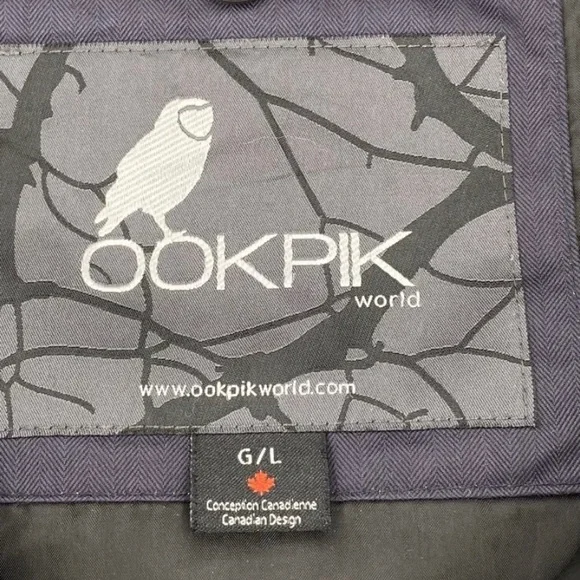 OOKPIK
world
www.ookpikworld.com
G/L
Conception Canadienne
Canadian Design